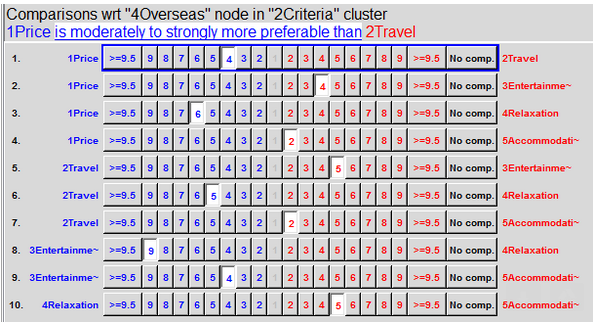 Comparisons wrt "4Overseas" node in "2Criteria" cluster
1Price is moderately to strongly more preferable than 2Travel
1. 1Price >=9.5 9 8 7 6 5 4 3 2 1 2 3 4 5 6 7 8 9 >=9.5 No comp. 2Travel
2. 1Price >=9.5 9 8 7 6 5 4 3 2 1 2 3 4 5 6 7 8 9 >=9.5 No comp. 3Entertainme~
3. 1Price >=9.5 9 8 7 6 5 4 3 2 1 2 3 4 5 6 7 8 9 >=9.5 No comp. 4Relaxation
4. 1Price >=9.5 9 8 7 6 5 4 3 2 1 2 3 4 5 6 7 8 9 >=9.5 No comp. 5Accommodati~
5. 2Travel >=9.5 9 8 7 6 5 4 3 2 1 2 3 4 5 6 7 8 9 >=9.5 No comp. 3Entertainme~
6. 2Travel >=9.5 9 8 7 6 5 4 3 2 1 2 3 4 5 6 7 8 9 >=9.5 No comp. 4Relaxation
7. 2Travel >=9.5 9 8 7 6 5 4 3 2 1 2 3 4 5 6 7 8 9 >=9.5 No comp. 5Accommodati~
8. 3Entertainme~ >=9.5 9 8 7 6 5 4 3 2 1 2 3 4 5 6 7 8 9 >=9.5 No comp. 4Relaxation
9. 3Entertainme~ >=9.5 9 8 7 6 5 4 3 2 1 2 3 4 5 6 7 8 9 >=9.5 No comp. 5Accommodati~
10. 4Relaxation >=9.5 9 8 7 6 5 4 3 2 1 2 3 4 5 6 7 8 9 >=9.5 No comp. 5Accommodati~